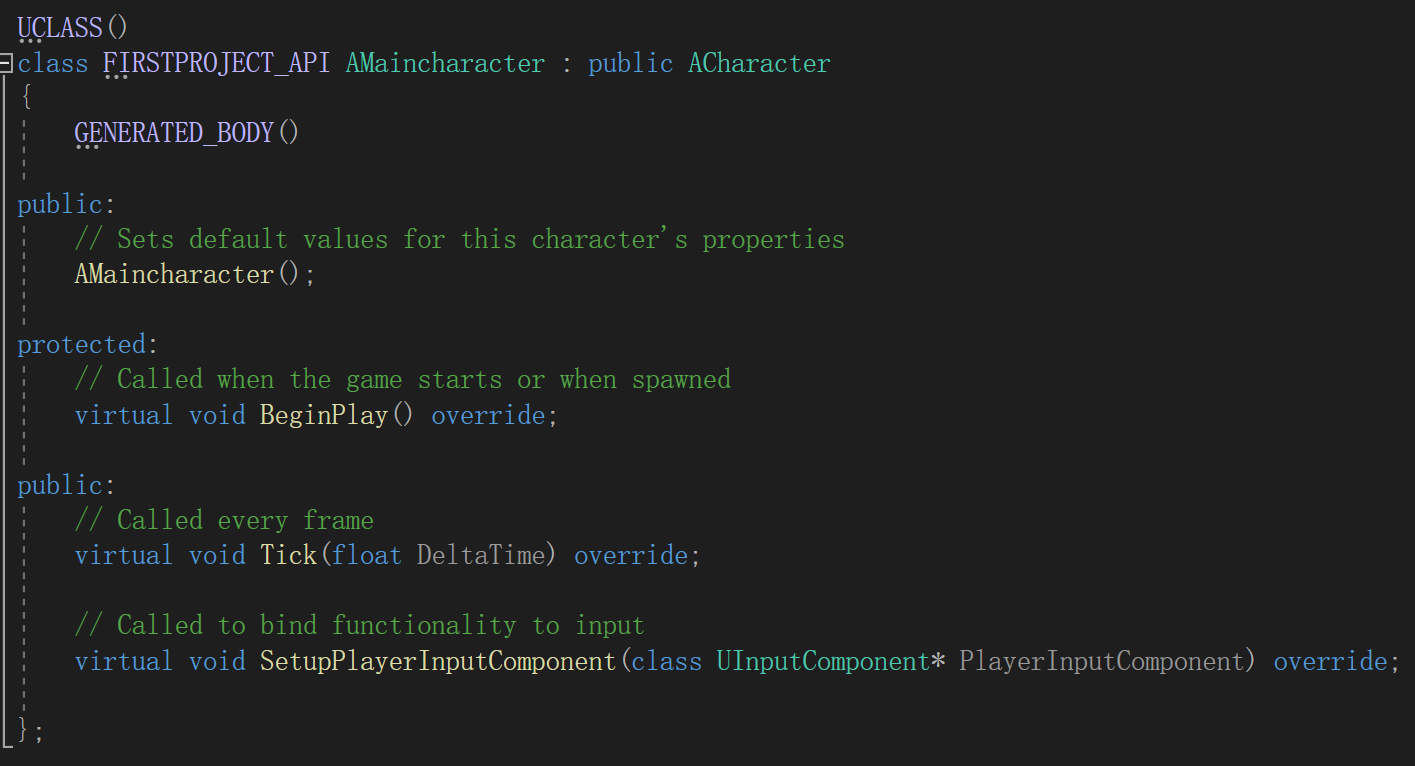 UCLASS()
class FIRSTPROJECT_API AMaincharacter : public ACharacter
{
GENERATED_BODY()
public:
// Sets default values for this character's properties
AMaincharacter();
protected:
// Called when the game starts or when spawned
virtual void BeginPlay() override;
public:
// Called every frame
virtual void Tick(float DeltaTime) override;
// Called to bind functionality to input
virtual void SetupPlayerInputComponent(class UInputComponent* PlayerInputComponent) override;
};